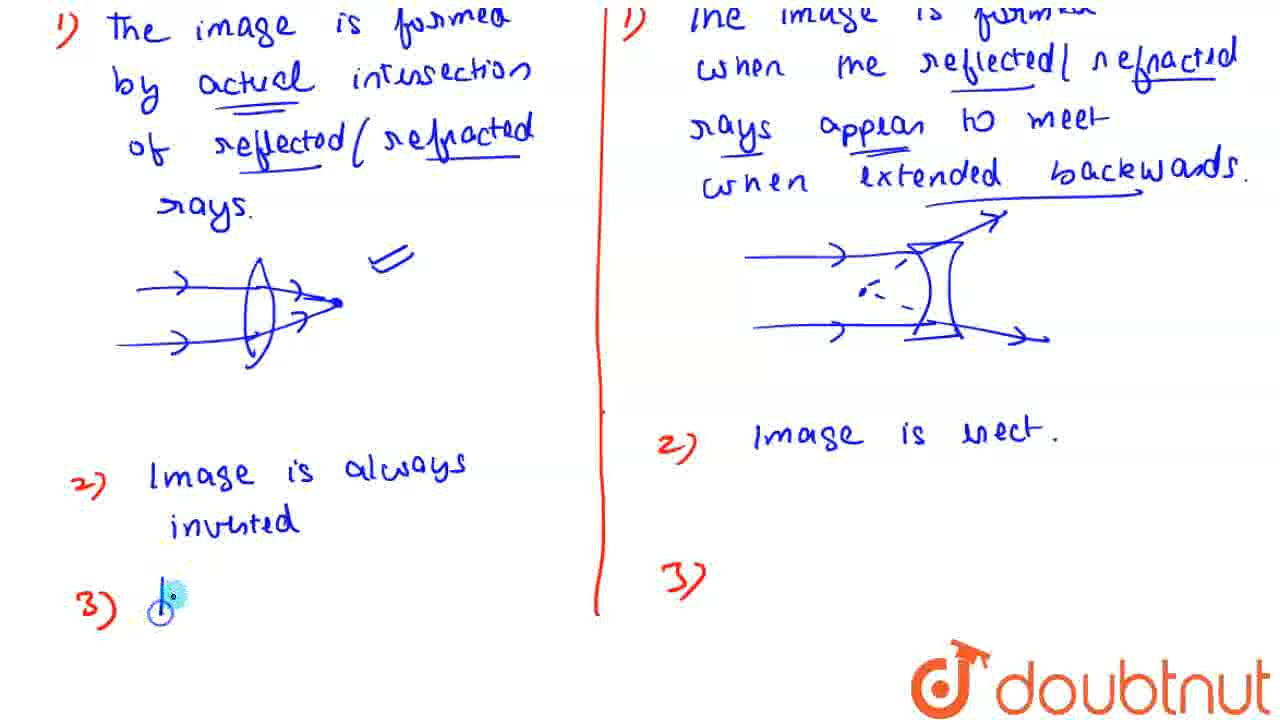 1) The image is formed
by actual intersection
of reflected/refracted
rays.
2) Image is always
inverted
3)
1) The image is formed
when the reflected/refracted
rays appear to meet
when extended backwards.
2) Image is erect.
3)
doubtnut